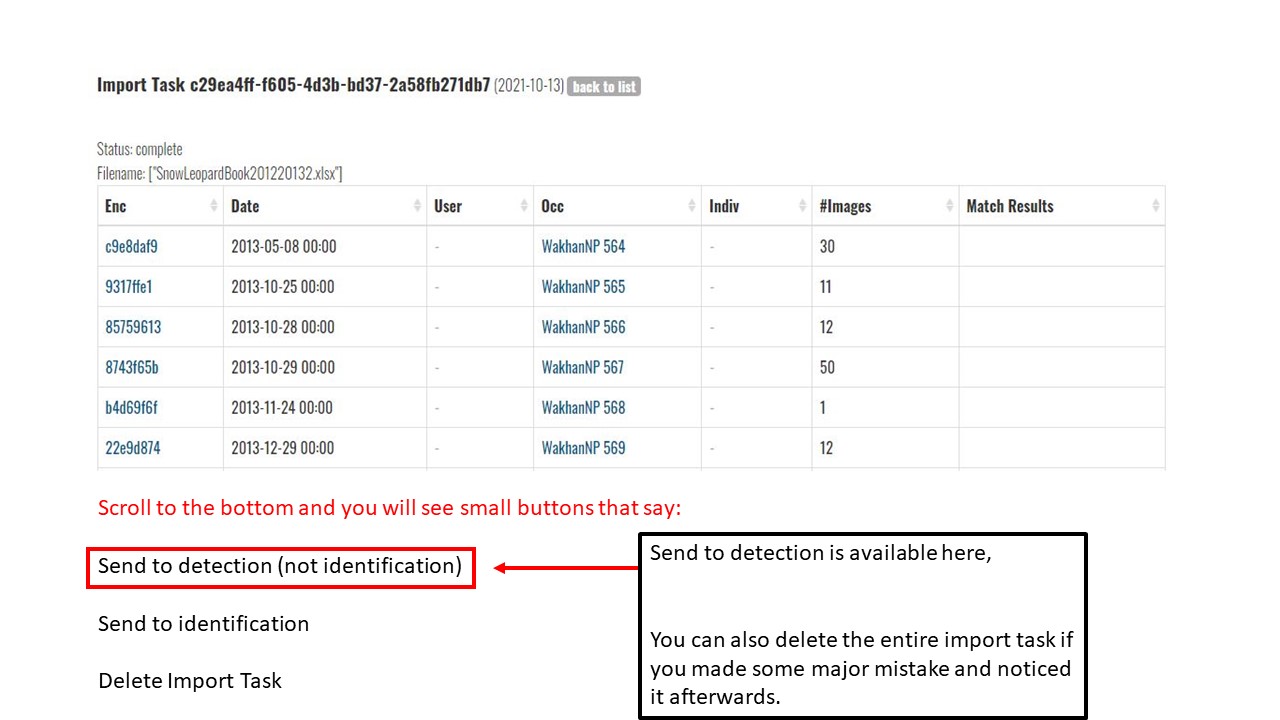 Import Task c29ea4ff-f605-4d3b-bd37-2a58fb271db7 (2021-10-13) back to list
Status: complete
Filename: ["SnowLeopardBook201220132.xlsx"]
Enc Date User Occ Indiv #Images Match Results
c9e8daf9 2013-05-08 00:00 - WakhanNP 564 - 30
9317ffe1 2013-10-25 00:00 - WakhanNP 565 - 11
85759613 2013-10-28 00:00 - WakhanNP 566 - 12
8743f65b 2013-10-29 00:00 - WakhanNP 567 - 50
b4d69f6f 2013-11-24 00:00 - WakhanNP 568 - 1
22e9d874 2013-12-29 00:00 - WakhanNP 569 - 12
Scroll to the bottom and you will see small buttons that say:
Send to detection (not identification)
Send to identification
Delete Import Task
Send to detection is available here,
You can also delete the entire import task if
you made some major mistake and noticed
it afterwards.